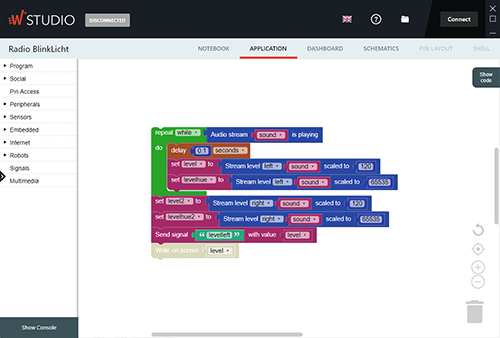 W STUDIO DISCONNECTED Connect
Radio BlinkLicht NOTEBOOK APPLICATION DASHBOARD SCHEMATICS PIN LAYOUT SHELL
Program
Social
Pin Access
Peripherals
Sensors
Embedded
Internet
Robots
Signals
Multimedia
Show code
repeat while Audio stream sound is playing
do delay 0.1 seconds
set level to Stream level left sound scaled to 120
set levelhue to Stream level left sound scaled to 65535
set level2 to Stream level right sound scaled to 120
set levelhue2 to Stream level right sound scaled to 65535
Send signal “ levelleft ” with value level
Write on screen level
Show Console